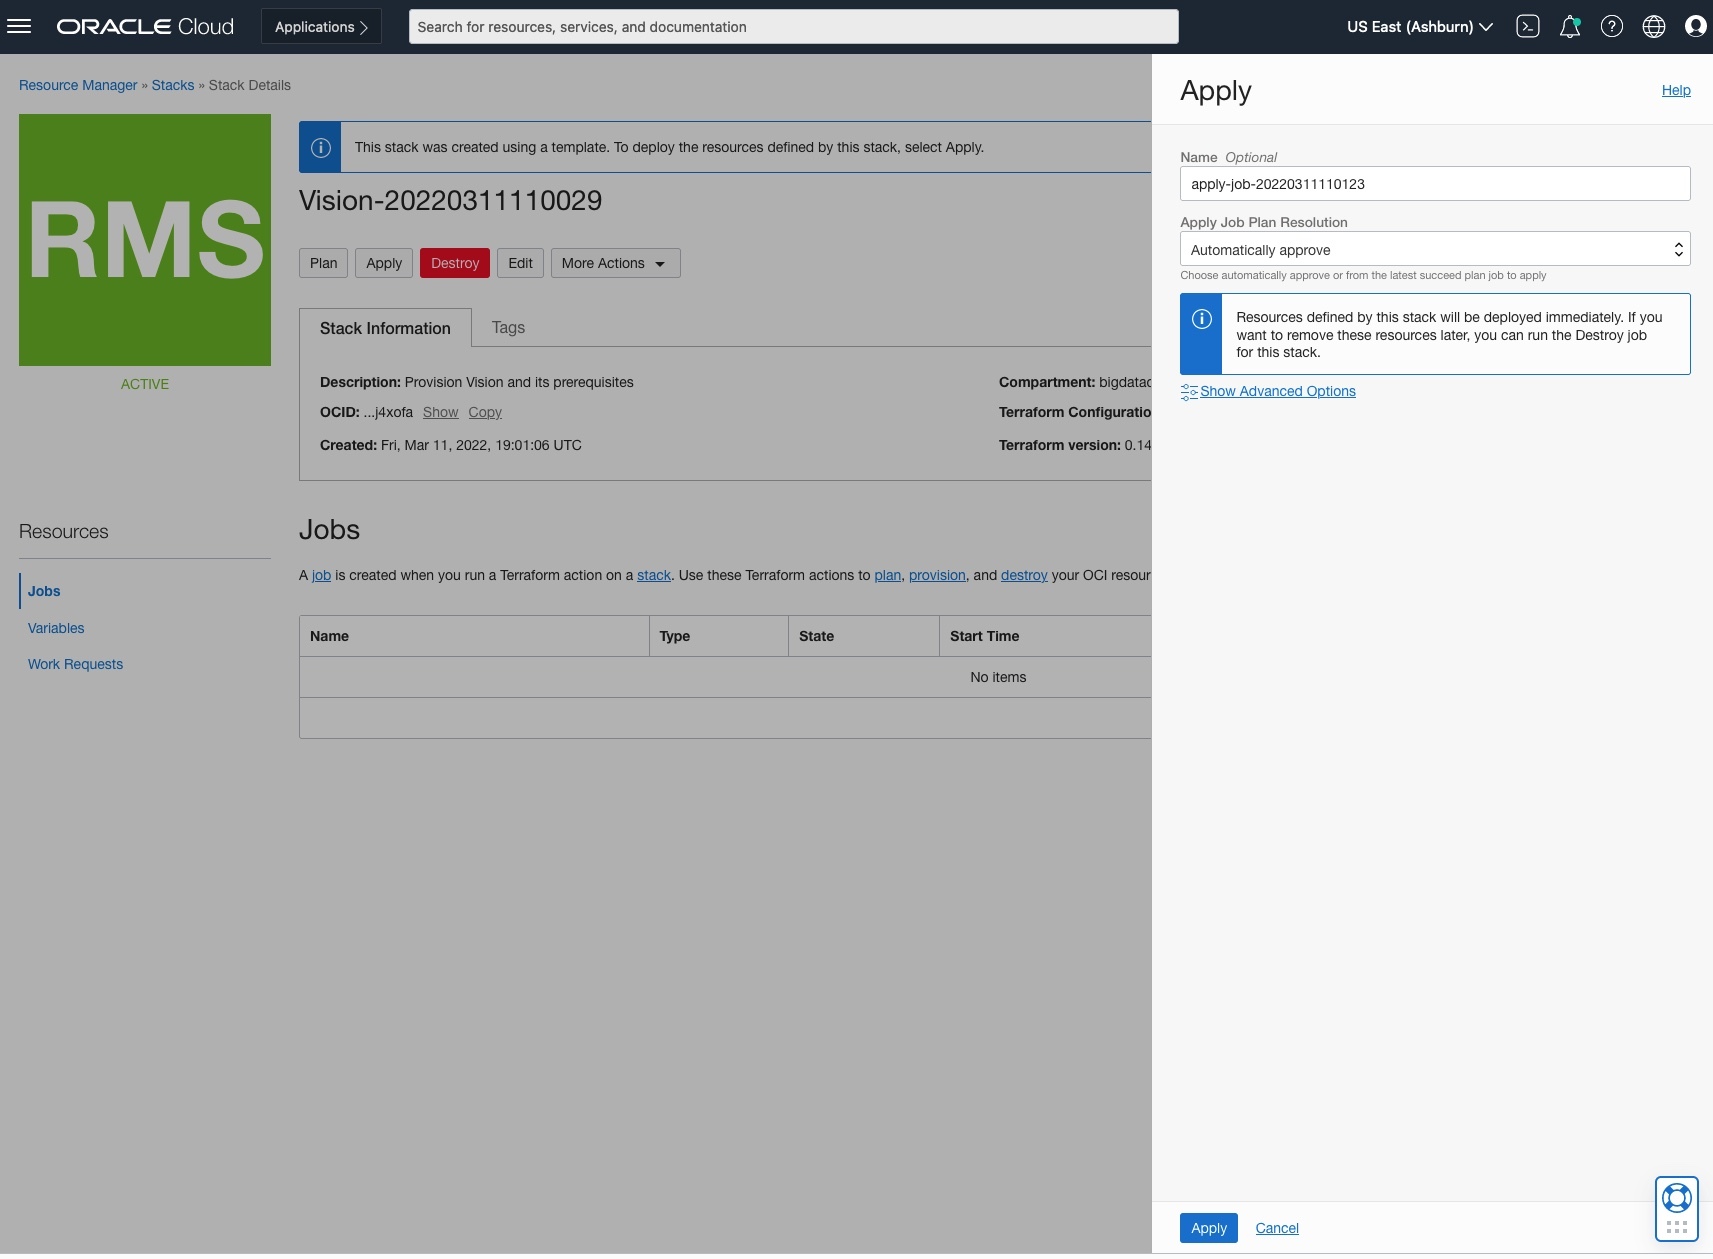 ORACLE Cloud
Applications
Search for resources, services, and documentation
US East (Ashburn)
Resource Manager » Stacks » Stack Details
RMS
ACTIVE
This stack was created using a template. To deploy the resources defined by this stack, select Apply.
Vision-20220311110029
Plan
Apply
Destroy
Edit
More Actions
Stack Information
Tags
Description: Provision Vision and its prerequisites
OCID: ...j4xofa Show Copy
Created: Fri, Mar 11, 2022, 19:01:06 UTC
Compartment: bigdatac
Terraform Configuratio
Terraform version: 0.14
Resources
Jobs
Variables
Work Requests
Jobs
A job is created when you run a Terraform action on a stack. Use these Terraform actions to plan, provision, and destroy your OCI resour
Name Type State Start Time
No items
Apply
Help
Name Optional
apply-job-20220311110123
Apply Job Plan Resolution
Automatically approve
Choose automatically approve or from the latest succeed plan job to apply
Resources defined by this stack will be deployed immediately. If you
want to remove these resources later, you can run the Destroy job
for this stack.
Show Advanced Options
Apply
Cancel